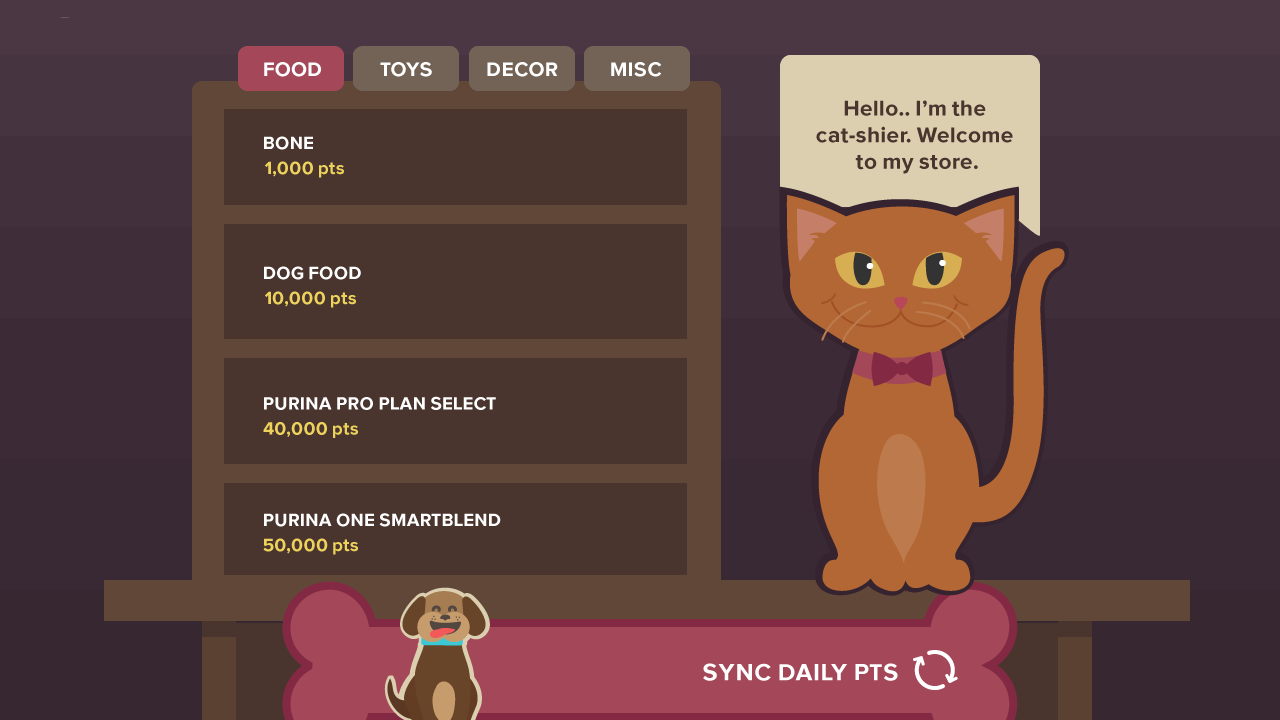 FOOD TOYS DECOR MISC
BONE
1,000 pts
DOG FOOD
10,000 pts
PURINA PRO PLAN SELECT
40,000 pts
PURINA ONE SMARTBLEND
50,000 pts
Hello.. I'm the
cat-shier. Welcome
to my store.
SYNC DAILY PTS